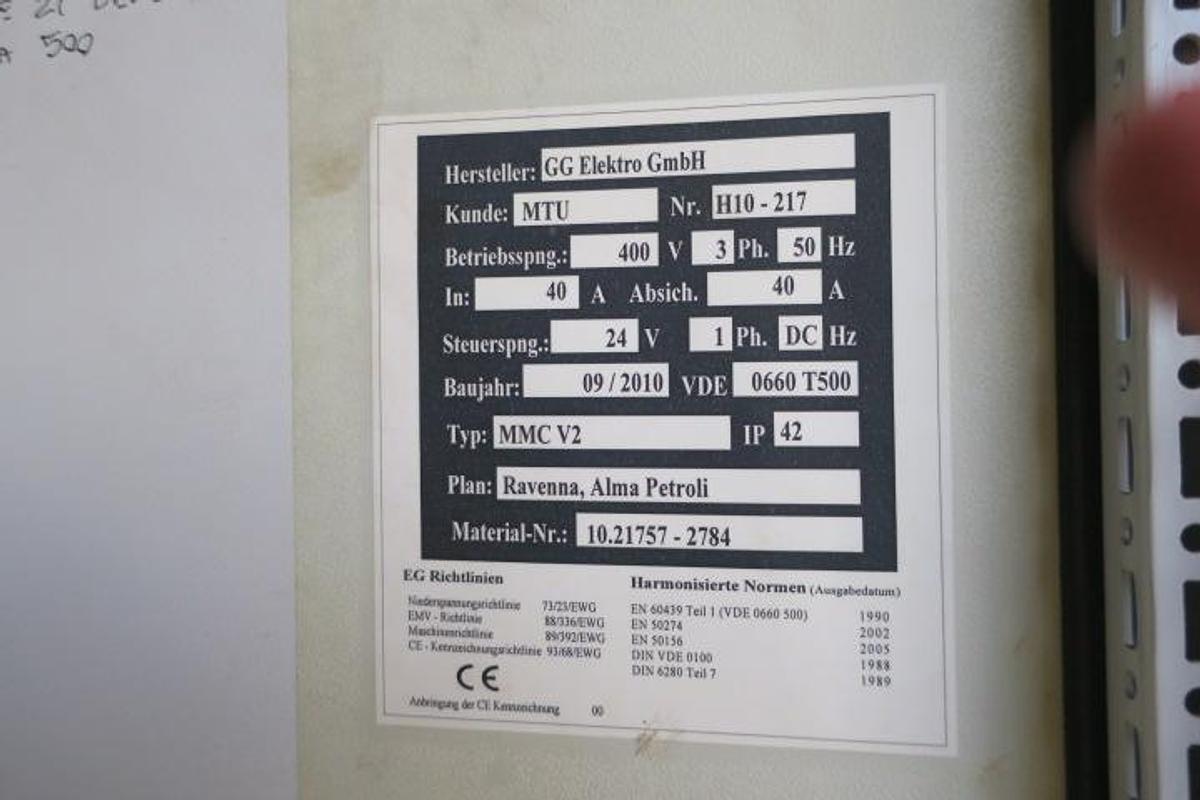 500
Hersteller: GG Elektro GmbH
Kunde: MTU Nr. H10 - 217
Betriebsspng.: 400 V 3 Ph. 50 Hz
In: 40 A Absich. 40 A
Steuerspng.: 24 V 1 Ph. DC Hz
Baujahr: 09 / 2010 VDE 0660 T500
Typ: MMC V2 IP 42
Plan: Ravenna, Alma Petroli
Material-Nr.: 10.21757 - 2784
EG Richtlinien
Niederspannungsrichtlinie 73/23/EWG
EMV - Richtlinie 88/336/EWG
Maschinenrichtlinie 89/392/EWG
CE - Kennzeichnungsrichtlinie 93/68/EWG
CE
Anbringung der CE Kennzeichnung 00
Harmonisierte Normen (Ausgabedatum)
EN 60439 Teil 1 (VDE 0660 500) 1990
EN 50274 2002
EN 50156 2005
DIN VDE 0100 1988
DIN 6280 Teil 7 1989